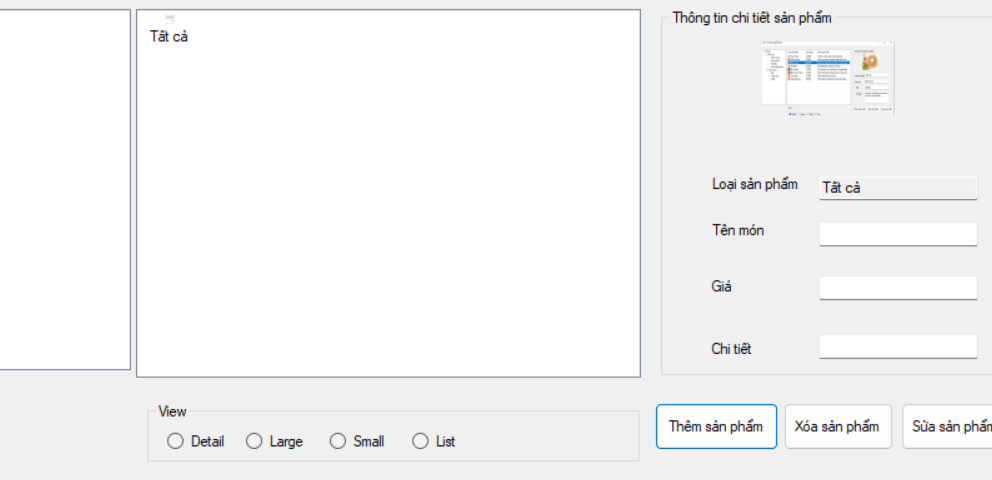 Tất cả
Thông tin chi tiết sản phẩm
Loại sản phẩm
Tất cả
Tên món
Giá
Chi tiết
View
Detail
Large
Small
List
Thêm sản phẩm
Xóa sản phẩm
Sửa sản phẩm